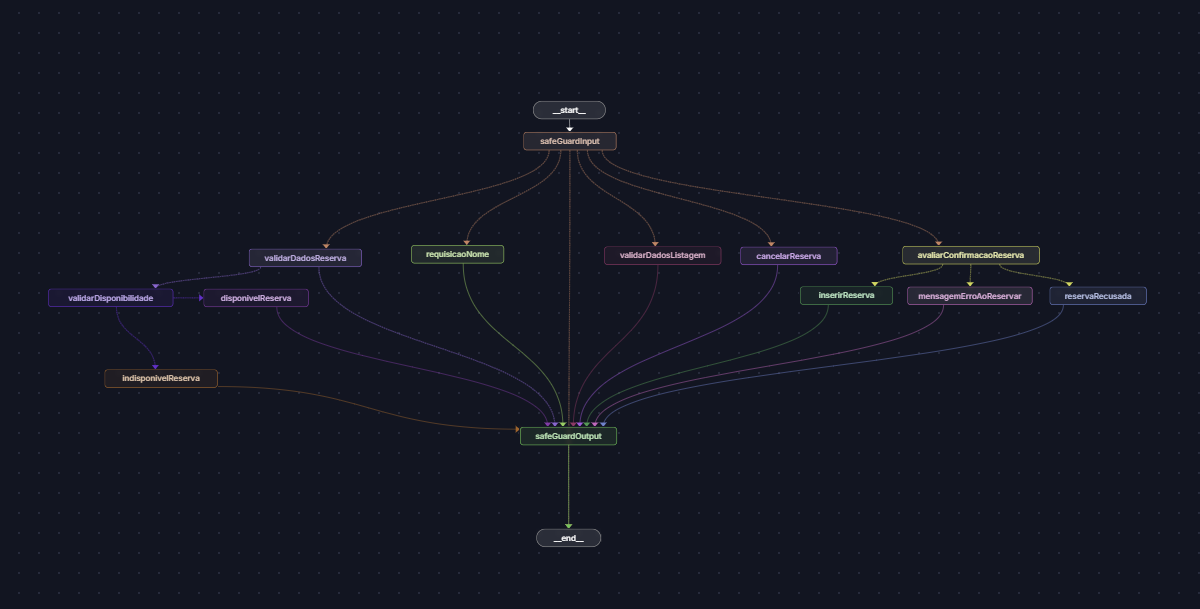 __start__
safeGuardInput
validarDadosReserva
requisicaoNome
validarDadosListagem
cancelarReserva
avaliarConfirmacaoReserva
validarDisponibilidade
disponivelReserva
inserirReserva
mensagemErroAoReservar
reservaRecusada
indisponivelReserva
safeGuardOutput
__end__